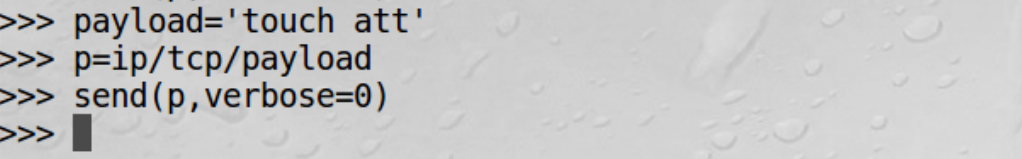 >>> payload='touch att'
>>> p=ip/tcp/payload
>>> send(p,verbose=0)
>>>